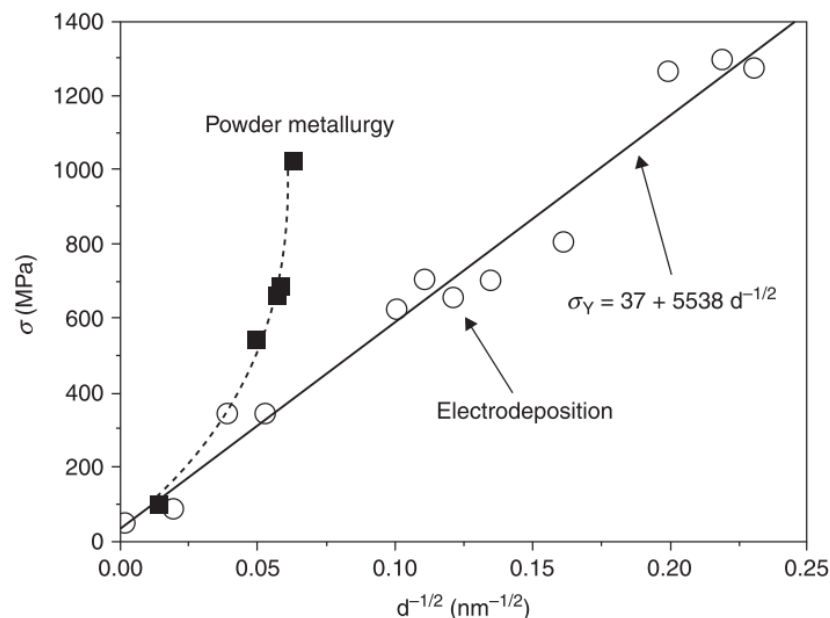 1400
1200
1000
800
600
400
200
0
σ (MPa)
Powder metallurgy
σ_Y = 37 + 5538 d⁻¹/²
Electrodeposition
0.00 0.05 0.10 0.15 0.20 0.25
d⁻¹/² (nm⁻¹/²)